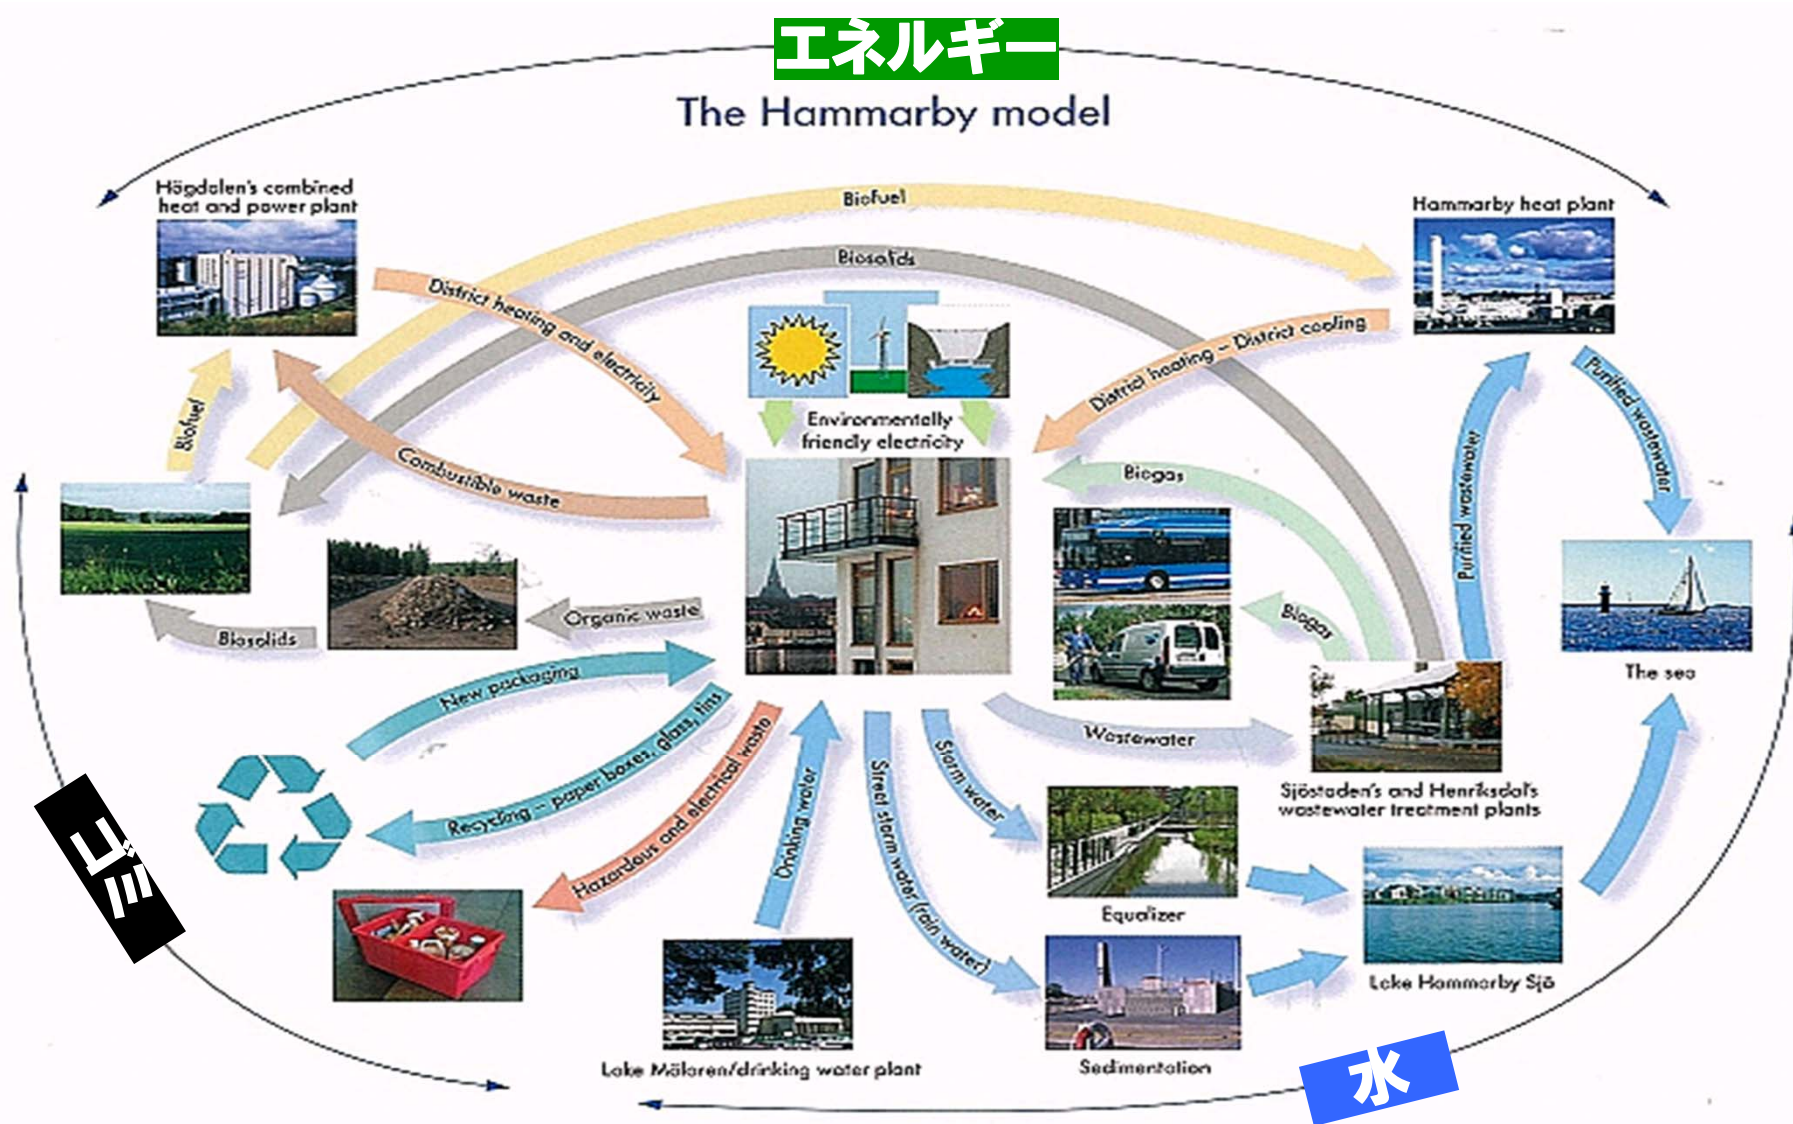 エネルギー
The Hammarby model
Högdalen's combined
heat and power plant
Biofuel
Hammarby heat plant
Biosolids
District heating and electricity
District heating – District cooling
Purified wastewater
Environmentally
friendly electricity
Biofuel
Combustible waste
Biogas
Purified wastewater
Organic waste
Biogas
Biosolids
The sea
New packaging
Recycling – paper boxes, glass, tins
Hazardous and electrical waste
Drinking water
Street storm water (rain water)
Storm water
Wastewater
Sjöstaden's and Henriksdal's
wastewater treatment plants
ゴミ
Equalizer
Lake Hammarby Sjö
Lake Mälaren/drinking water plant
Sedimentation
水